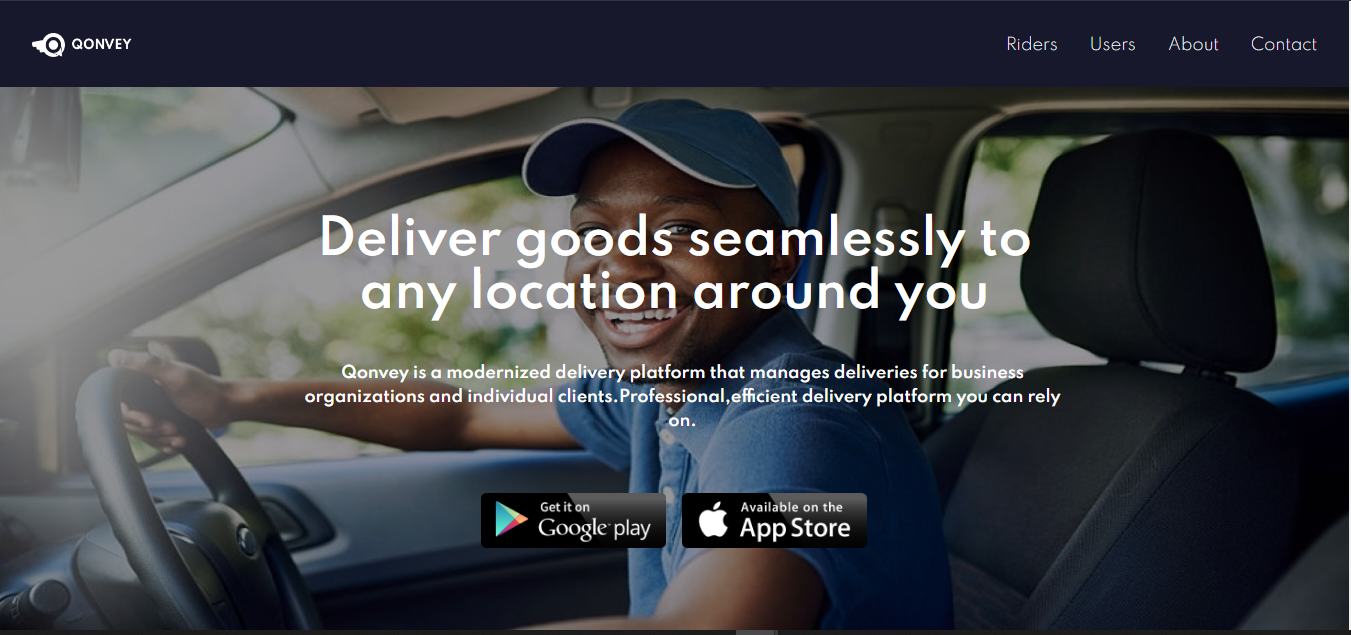 QONVEY
Riders Users About Contact
Deliver goods seamlessly to
any location around you
Qonvey is a modernized delivery platform that manages deliveries for business
organizations and individual clients.Professional,efficient delivery platform you can rely
on.
Get it on
Google play
Available on the
App Store